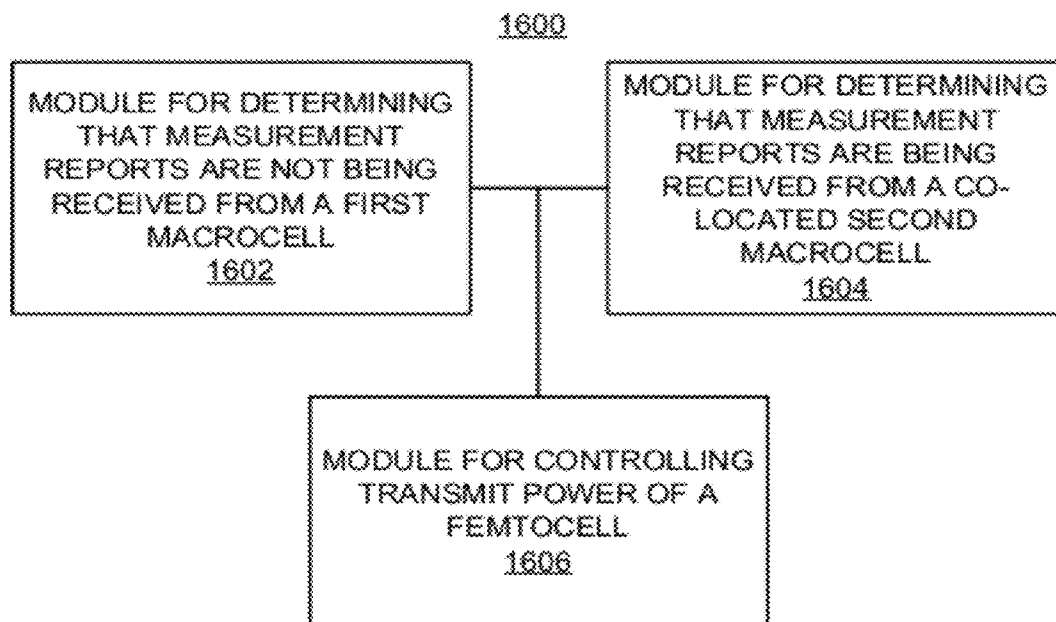 1600
MODULE FOR DETERMINING
THAT MEASUREMENT
REPORTS ARE NOT BEING
RECEIVED FROM A FIRST
MACROCELL
1602
MODULE FOR DETERMINING
THAT MEASUREMENT
REPORTS ARE BEING
RECEIVED FROM A CO-
LOCATED SECOND
MACROCELL
1604
MODULE FOR CONTROLLING
TRANSMIT POWER OF A
FEMTOCELL
1606